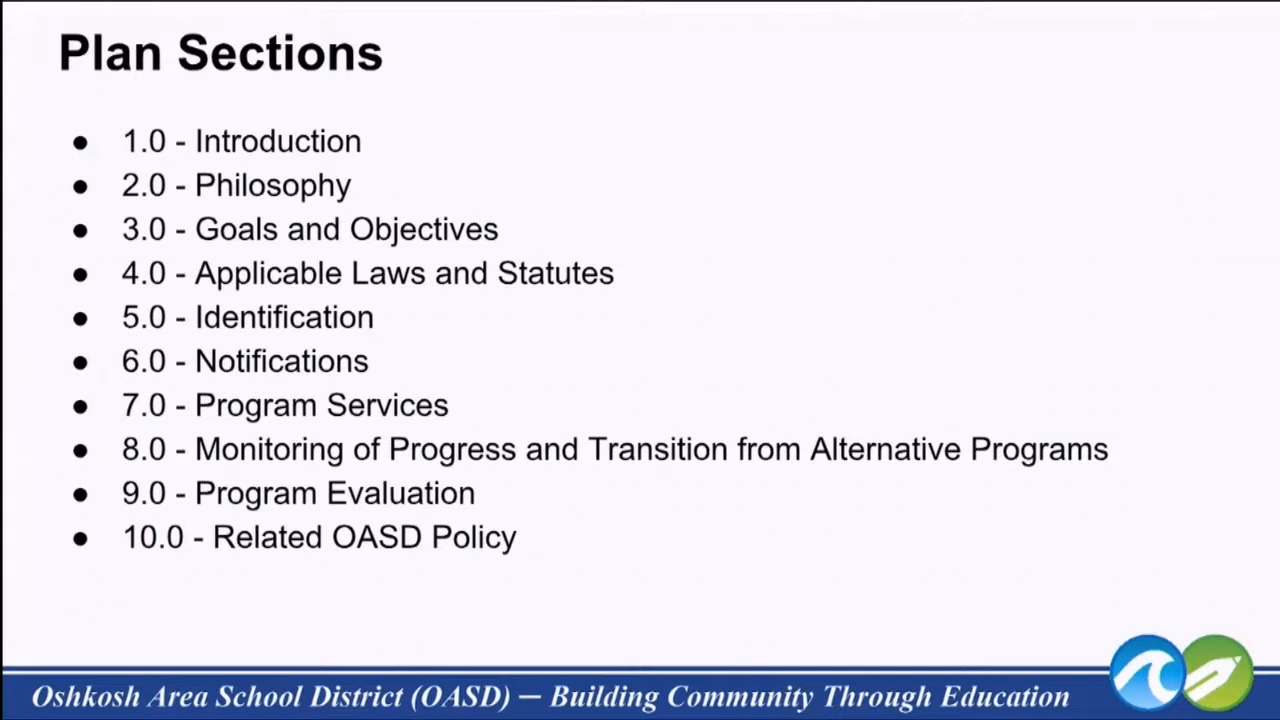 Plan Sections
● 1.0 - Introduction
● 2.0 - Philosophy
● 3.0 - Goals and Objectives
● 4.0 - Applicable Laws and Statutes
● 5.0 - Identification
● 6.0 - Notifications
● 7.0 - Program Services
● 8.0 - Monitoring of Progress and Transition from Alternative Programs
● 9.0 - Program Evaluation
● 10.0 - Related OASD Policy
Oshkosh Area School District (OASD) — Building Community Through Education